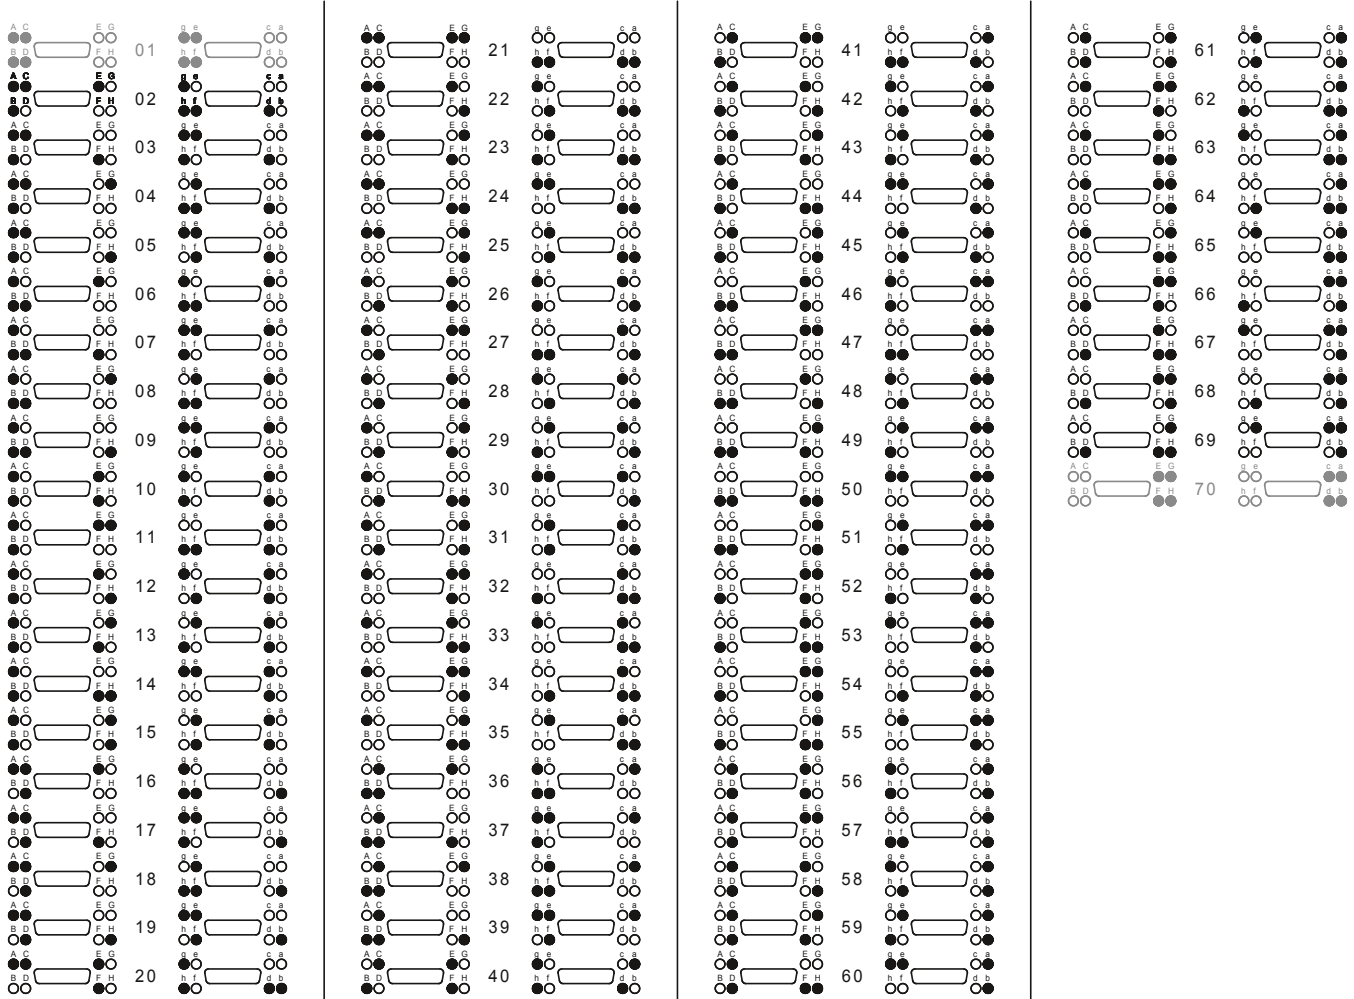 A C E G g e c a
B D F H 01 h f d b
A C E G g e c a
B D F H 02 h f d b
A C E G g e c a
B D F H 03 h f d b
A C E G g e c a
B D F H 04 h f d b
A C E G g e c a
B D F H 05 h f d b
A C E G g e c a
B D F H 06 h f d b
A C E G g e c a
B D F H 07 h f d b
A C E G g e c a
B D F H 08 h f d b
A C E G g e c a
B D F H 09 h f d b
A C E G g e c a
B D F H 10 h f d b
A C E G g e c a
B D F H 11 h f d b
A C E G g e c a
B D F H 12 h f d b
A C E G g e c a
B D F H 13 h f d b
A C E G g e c a
B D F H 14 h f d b
A C E G g e c a
B D F H 15 h f d b
A C E G g e c a
B D F H 16 h f d b
A C E G g e c a
B D F H 17 h f d b
A C E G g e c a
B D F H 18 h f d b
A C E G g e c a
B D F H 19 h f d b
A C E G g e c a
B D F H 20 h f d b
A C E G g e c a
B D F H 21 h f d b
A C E G g e c a
B D F H 22 h f d b
A C E G g e c a
B D F H 23 h f d b
A C E G g e c a
B D F H 24 h f d b
A C E G g e c a
B D F H 25 h f d b
A C E G g e c a
B D F H 26 h f d b
A C E G g e c a
B D F H 27 h f d b
A C E G g e c a
B D F H 28 h f d b
A C E G g e c a
B D F H 29 h f d b
A C E G g e c a
B D F H 30 h f d b
A C E G g e c a
B D F H 31 h f d b
A C E G g e c a
B D F H 32 h f d b
A C E G g e c a
B D F H 33 h f d b
A C E G g e c a
B D F H 34 h f d b
A C E G g e c a
B D F H 35 h f d b
A C E G g e c a
B D F H 36 h f d b
A C E G g e c a
B D F H 37 h f d b
A C E G g e c a
B D F H 38 h f d b
A C E G g e c a
B D F H 39 h f d b
A C E G g e c a
B D F H 40 h f d b
A C E G g e c a
B D F H 41 h f d b
A C E G g e c a
B D F H 42 h f d b
A C E G g e c a
B D F H 43 h f d b
A C E G g e c a
B D F H 44 h f d b
A C E G g e c a
B D F H 45 h f d b
A C E G g e c a
B D F H 46 h f d b
A C E G g e c a
B D F H 47 h f d b
A C E G g e c a
B D F H 48 h f d b
A C E G g e c a
B D F H 49 h f d b
A C E G g e c a
B D F H 50 h f d b
A C E G g e c a
B D F H 51 h f d b
A C E G g e c a
B D F H 52 h f d b
A C E G g e c a
B D F H 53 h f d b
A C E G g e c a
B D F H 54 h f d b
A C E G g e c a
B D F H 55 h f d b
A C E G g e c a
B D F H 56 h f d b
A C E G g e c a
B D F H 57 h f d b
A C E G g e c a
B D F H 58 h f d b
A C E G g e c a
B D F H 59 h f d b
A C E G g e c a
B D F H 60 h f d b
A C E G g e c a
B D F H 61 h f d b
A C E G g e c a
B D F H 62 h f d b
A C E G g e c a
B D F H 63 h f d b
A C E G g e c a
B D F H 64 h f d b
A C E G g e c a
B D F H 65 h f d b
A C E G g e c a
B D F H 66 h f d b
A C E G g e c a
B D F H 67 h f d b
A C E G g e c a
B D F H 68 h f d b
A C E G g e c a
B D F H 69 h f d b
A C E G g e c a
B D F H 70 h f d b